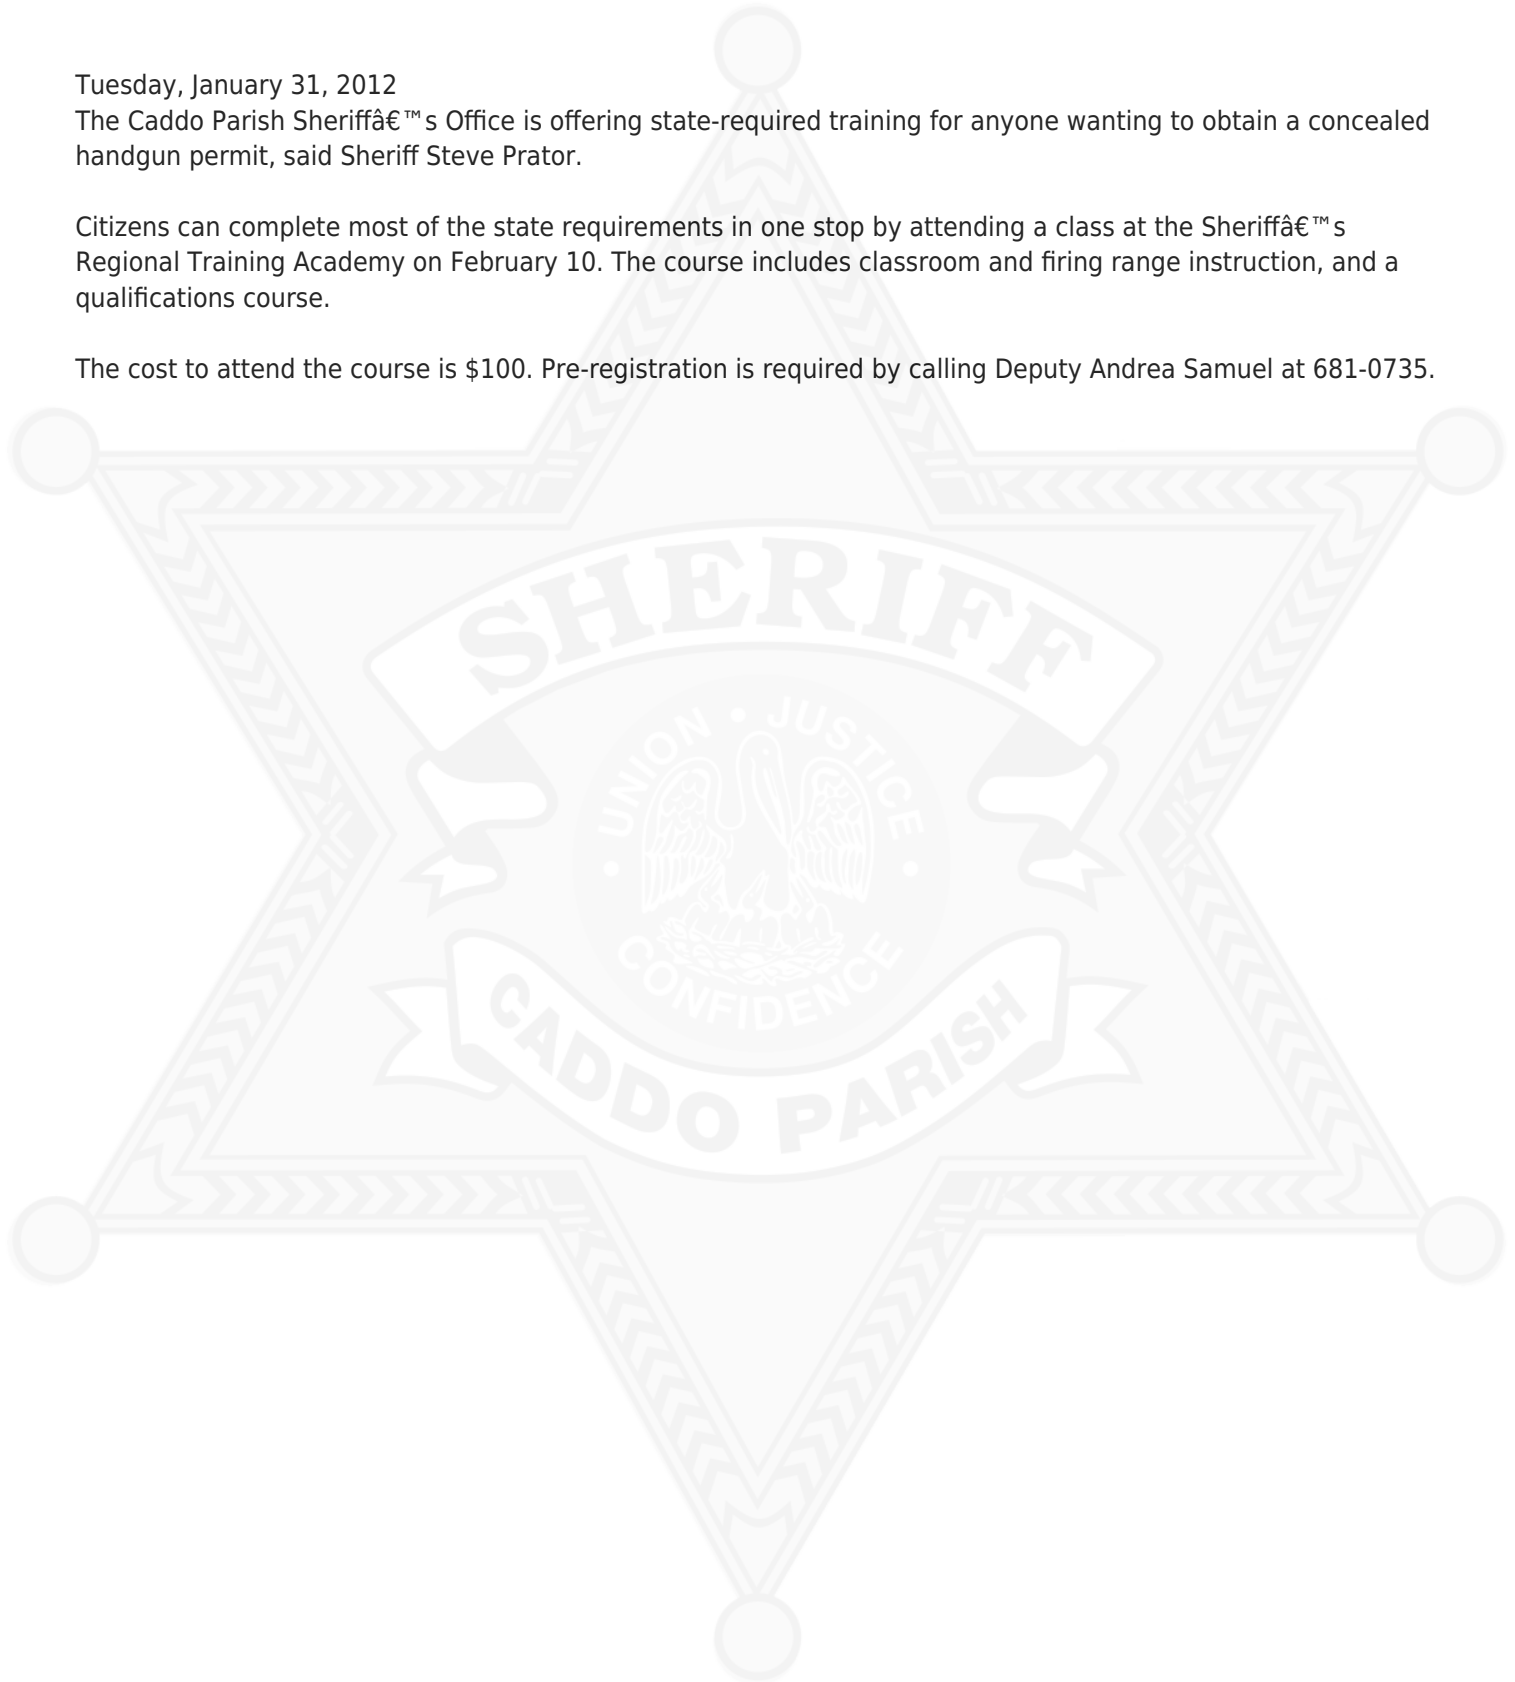 Tuesday, January 31, 2012
The Caddo Parish Sheriffâ€™s Office is offering state-required training for anyone wanting to obtain a concealed
handgun permit, said Sheriff Steve Prator.
Citizens can complete most of the state requirements in one stop by attending a class at the Sheriffâ€™s
Regional Training Academy on February 10. The course includes classroom and firing range instruction, and a
qualifications course.
The cost to attend the course is $100. Pre-registration is required by calling Deputy Andrea Samuel at 681-0735.
SHERIFF
UNION • JUSTICE
• •
CONFIDENCE
CADDO PARISH